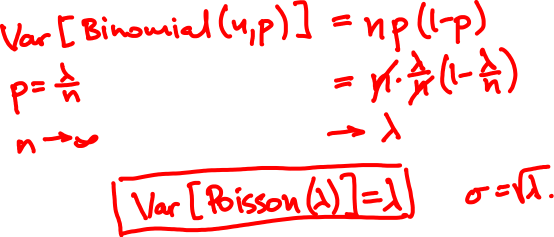 Var[Binomial(n,p)] = np(1-p)
p = λ/n = n · λ/n (1 - λ/n)
n → ∞ → λ
Var[Poisson(λ)] = λ σ = √λ.